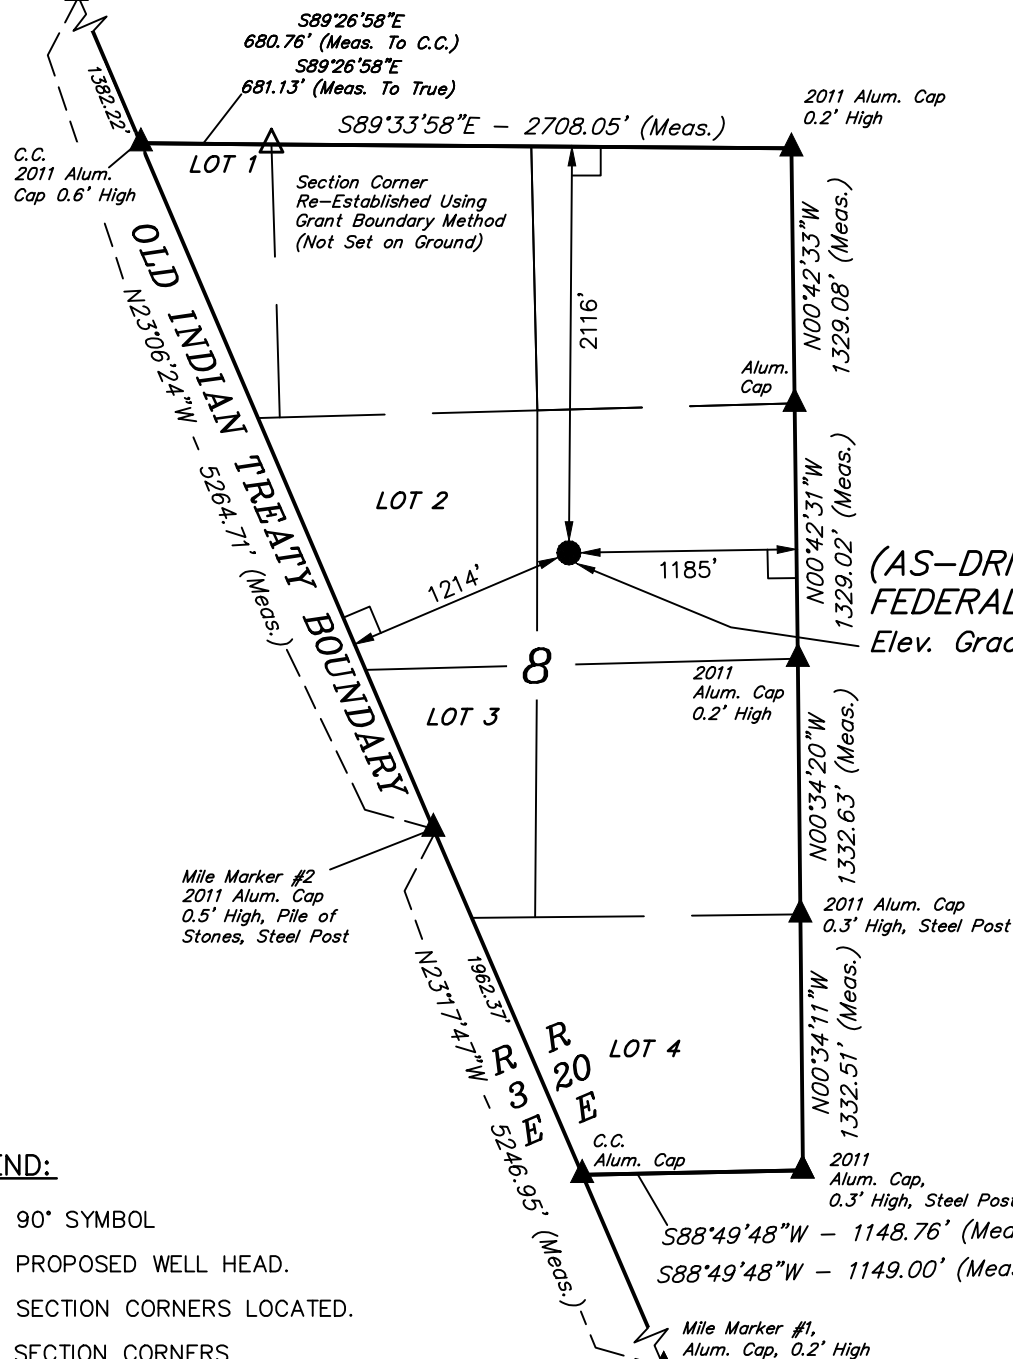 S89°26'58"E
680.76' (Meas. To C.C.)
S89°26'58"E
681.13' (Meas. To True)
1382.22'
S89°33'58"E - 2708.05' (Meas.)
2011 Alum. Cap
0.2' High
C.C.
2011 Alum.
Cap 0.6' High
LOT 1
Section Corner
Re-Established Using
Grant Boundary Method
(Not Set on Ground)
N00°42'33"W
1329.08' (Meas.)
OLD INDIAN TREATY BOUNDARY
N23°06'24"W - 5264.71' (Meas.)
2116'
Alum.
Cap
LOT 2
N00°42'31"W
1329.02' (Meas.)
1214'
1185'
(AS-DRI
FEDERAL
Elev. Grad
8
2011
Alum. Cap
0.2' High
LOT 3
N00°34'20"W
1332.63' (Meas.)
Mile Marker #2
2011 Alum. Cap
0.5' High, Pile of
Stones, Steel Post
2011 Alum. Cap
0.3' High, Steel Post
1962.37'
N23°17'47"W - 5246.95' (Meas.)
R
3
E
R
20
E
LOT 4
N00°34'11"W
1332.51' (Meas.)
C.C.
Alum. Cap
2011
Alum. Cap,
0.3' High, Steel Post
S88°49'48"W - 1148.76' (Mea
S88°49'48"W - 1149.00' (Meas
Mile Marker #1,
Alum. Cap, 0.2' High
END:
90° SYMBOL
PROPOSED WELL HEAD.
SECTION CORNERS LOCATED.
SECTION CORNERS